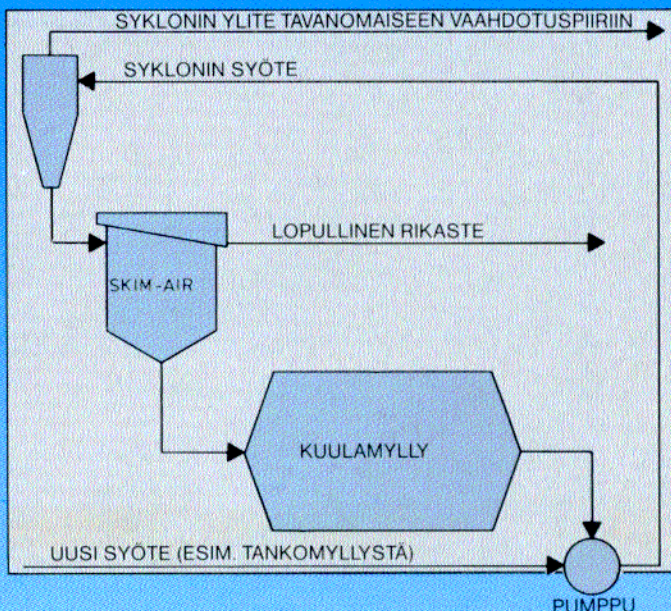 SYKLONIN YLITE TAVANOMAISEEN VAAHDOTUSPIIRIIN
SYKLONIN SYÖTE
LOPULLINEN RIKASTE
SKIM-AIR
KUULAMYLLY
UUSI SYÖTE (ESIM. TANKOMYLLYSTÄ)
PUMPPU